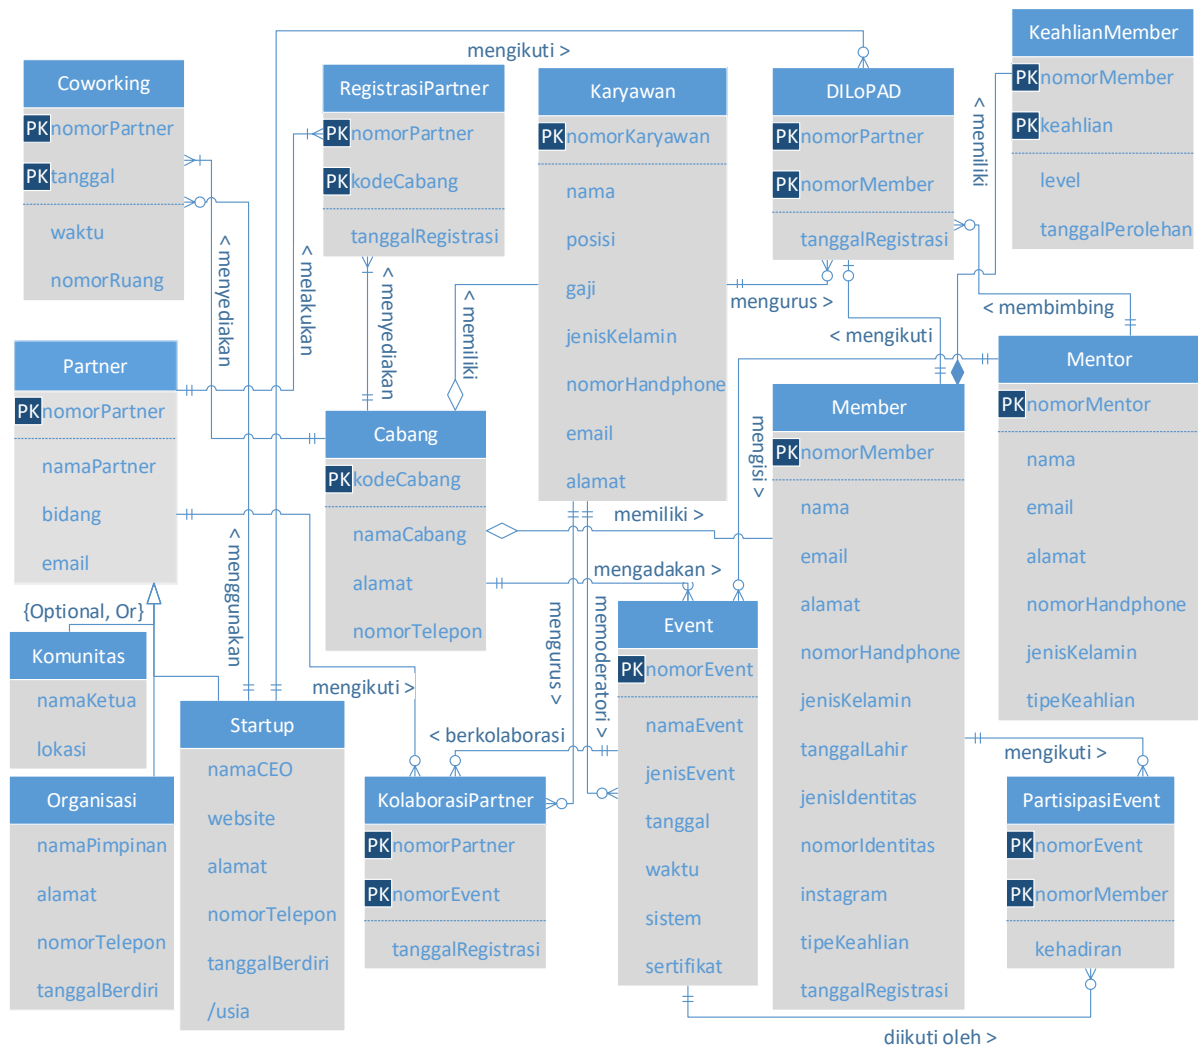 mengikuti >
KeahlianMember
PK nomorMember
PK keahlian
level
tanggalPerolehan
Coworking
PK nomorPartner
PK tanggal
waktu
nomorRuang
RegistrasiPartner
PK nomorPartner
PK kodeCabang
tanggalRegistrasi
Karyawan
PK nomorKaryawan
nama
posisi
gaji
jenisKelamin
nomorHandphone
email
alamat
DILoPAD
PK nomorPartner
PK nomorMember
tanggalRegistrasi
< memiliki
< menyediakan
< melakukan
< menyediakan
< memiliki
mengurus >
< mengikuti
< membimbing
Partner
PK nomorPartner
namaPartner
bidang
email
{Optional, Or}
< menggunakan
Cabang
PK kodeCabang
namaCabang
alamat
nomorTelepon
memiliki >
mengadakan >
mengisi >
Member
PK nomorMember
nama
email
alamat
nomorHandphone
jenisKelamin
tanggalLahir
jenisIdentitas
nomorIdentitas
instagram
tipeKeahlian
tanggalRegistrasi
Mentor
PK nomorMentor
nama
email
alamat
nomorHandphone
jenisKelamin
tipeKeahlian
Komunitas
namaKetua
lokasi
Organisasi
namaPimpinan
alamat
nomorTelepon
tanggalBerdiri
Startup
namaCEO
website
alamat
nomorTelepon
tanggalBerdiri
/usia
mengikuti >
mengurus >
memoderatori >
< berkolaborasi
KolaborasiPartner
PK nomorPartner
PK nomorEvent
tanggalRegistrasi
Event
PK nomorEvent
namaEvent
jenisEvent
tanggal
waktu
sistem
sertifikat
mengikuti >
PartisipasiEvent
PK nomorEvent
PK nomorMember
kehadiran
diikuti oleh >